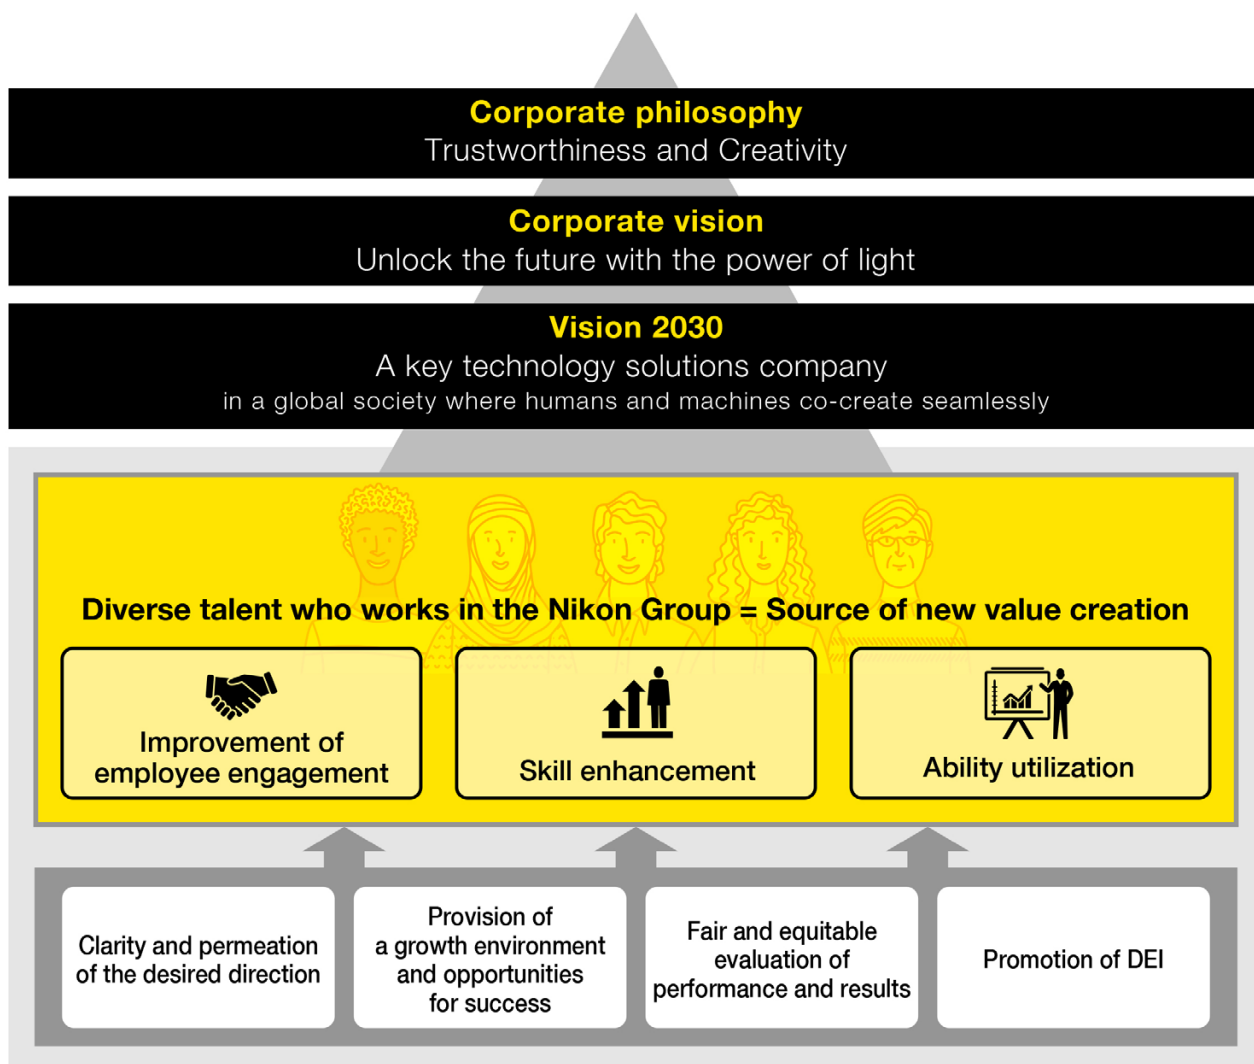 Corporate philosophy
Trustworthiness and Creativity
Corporate vision
Unlock the future with the power of light
Vision 2030
A key technology solutions company
in a global society where humans and machines co-create seamlessly
Diverse talent who works in the Nikon Group = Source of new value creation
Improvement of
employee engagement
Skill enhancement
Ability utilization
Clarity and permeation
of the desired direction
Provision of
a growth environment
and opportunities
for success
Fair and equitable
evaluation of
performance and results
Promotion of DEI